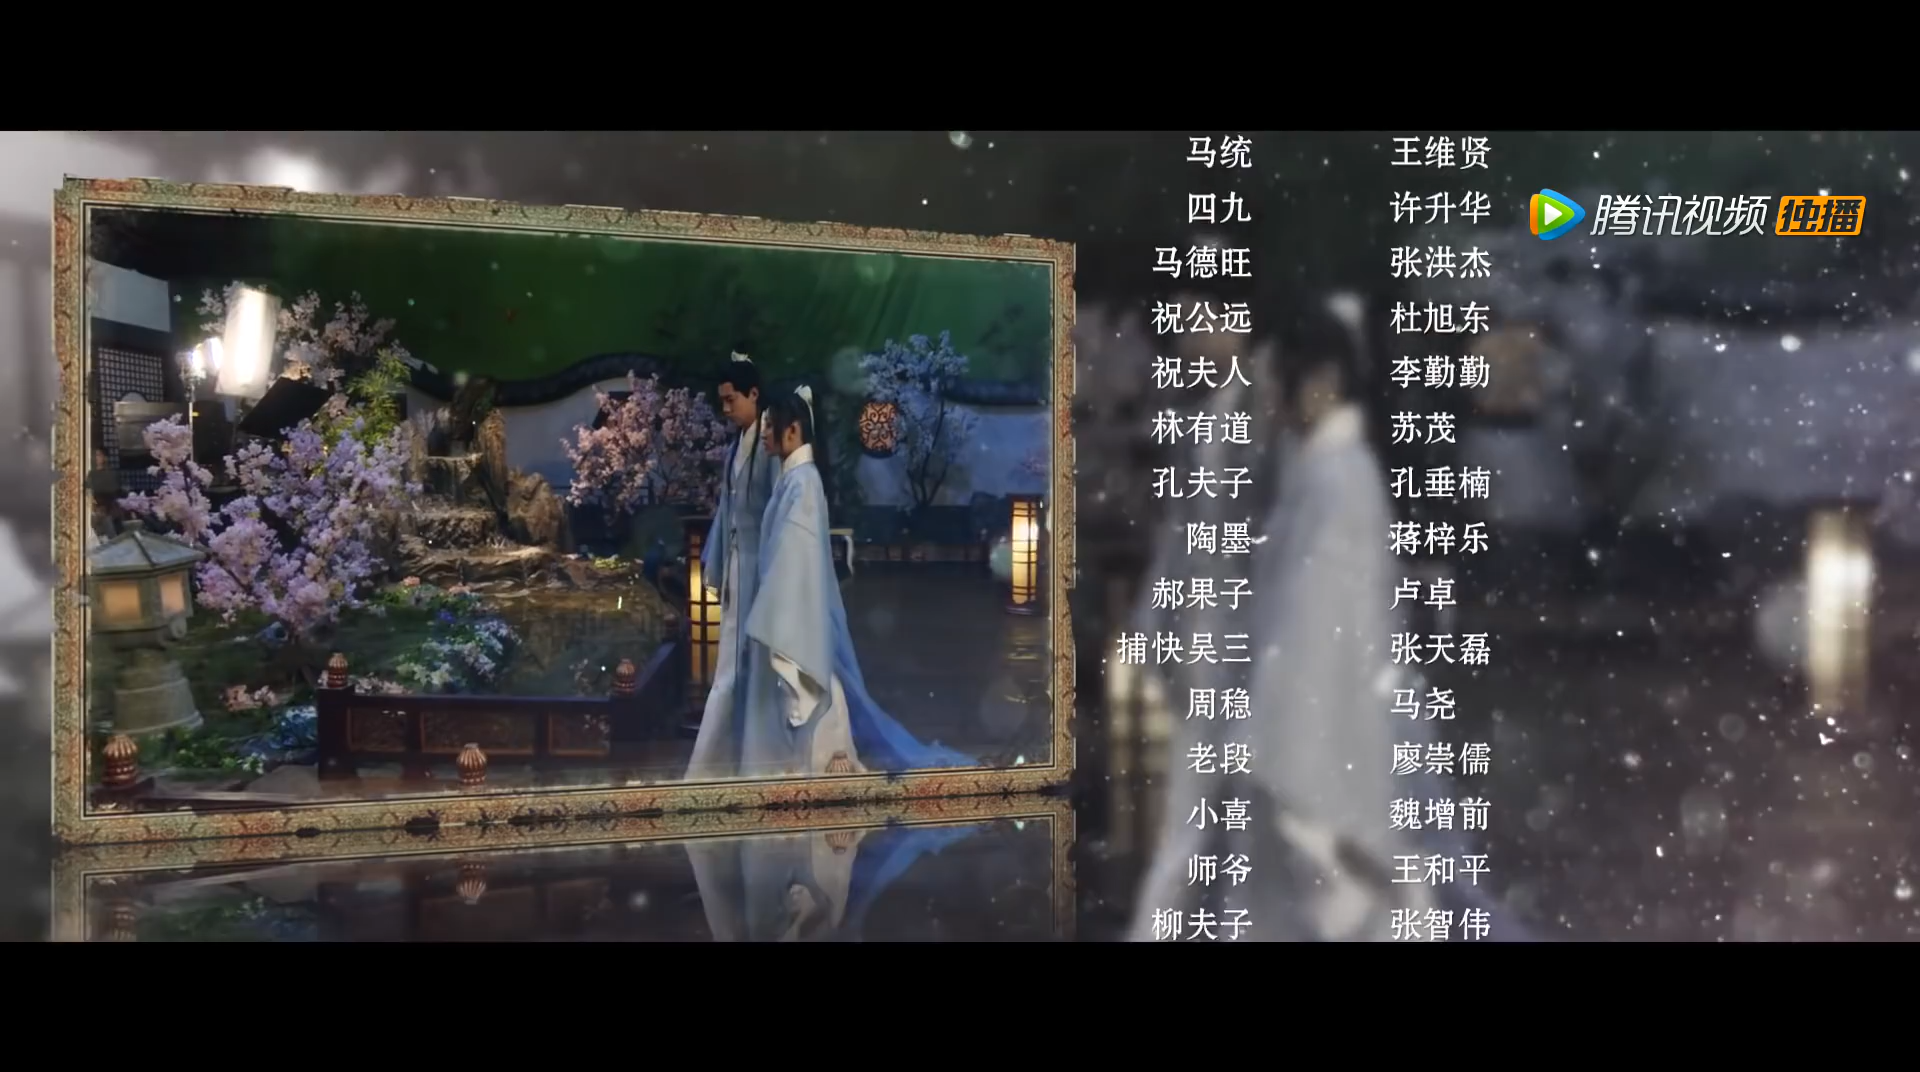 马统 王维贤
四九 许升华
腾讯视频 独播
马德旺 张洪杰
祝公远 杜旭东
祝夫人 李勤勤
林有道 苏茂
孔夫子 孔垂楠
陶墨 蒋梓乐
郝果子 卢卓
捕快吴三 张天磊
周稳 马尧
老段 廖崇儒
小喜 魏增前
师爷 王和平
柳夫子 张智伟